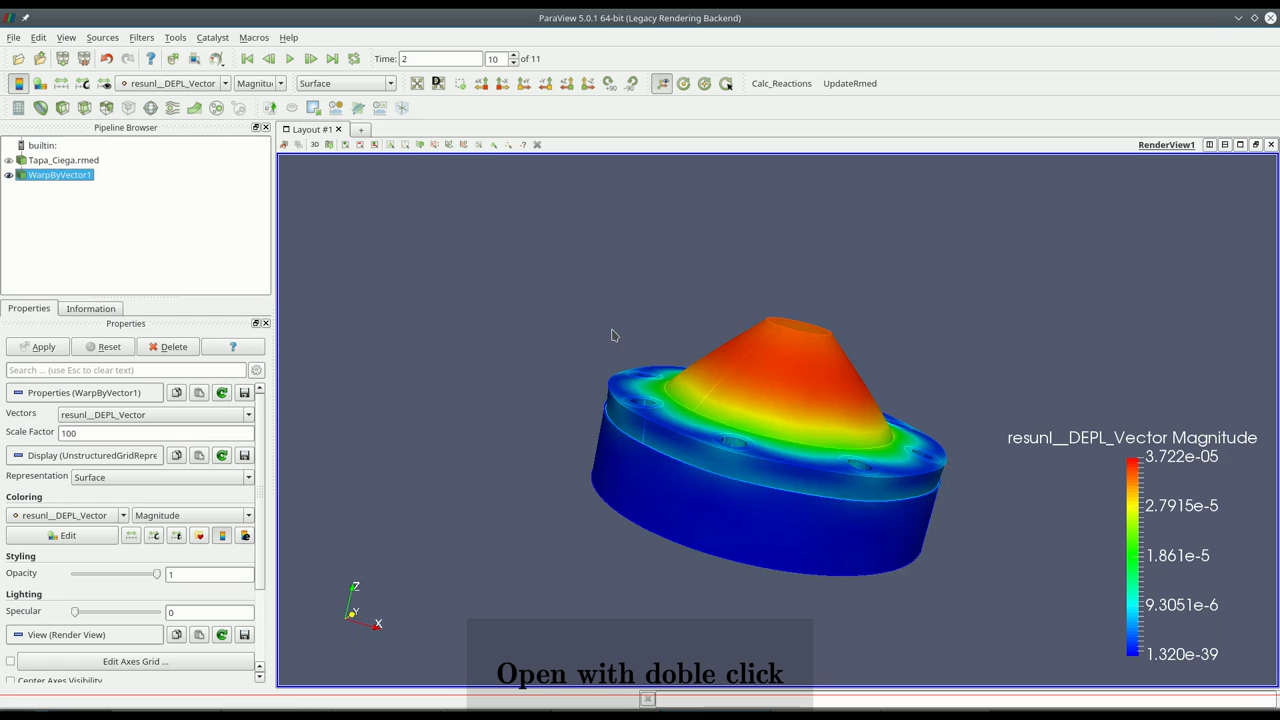 ParaView 5.0.1 64-bit (Legacy Rendering Backend)
File Edit View Sources Filters Tools Catalyst Macros Help
Time: 2 10 of 11
resunl__DEPL_Vector Magnitu Surface -90 +90 Calc_Reactions UpdateRmed
Pipeline Browser
Layout #1
builtin:
3D
RenderView1
Tapa_Ciega.rmed
WarpByVector1
Properties Information
Properties
Apply Reset Delete ?
Search ... (use Esc to clear text)
Properties (WarpByVector1)
Vectors resunl__DEPL_Vector
Scale Factor 100
Display (UnstructuredGridRepre
Representation Surface
Coloring
resunl__DEPL_Vector Magnitude
Edit
Styling
Opacity 1
Lighting
Specular 0
View (Render View)
Edit Axes Grid ...
Center Axes Visibility
resunl__DEPL_Vector Magnitude
3.722e-05
2.7915e-5
1.861e-5
9.3051e-6
1.320e-39
Z
Y
X
Open with doble click